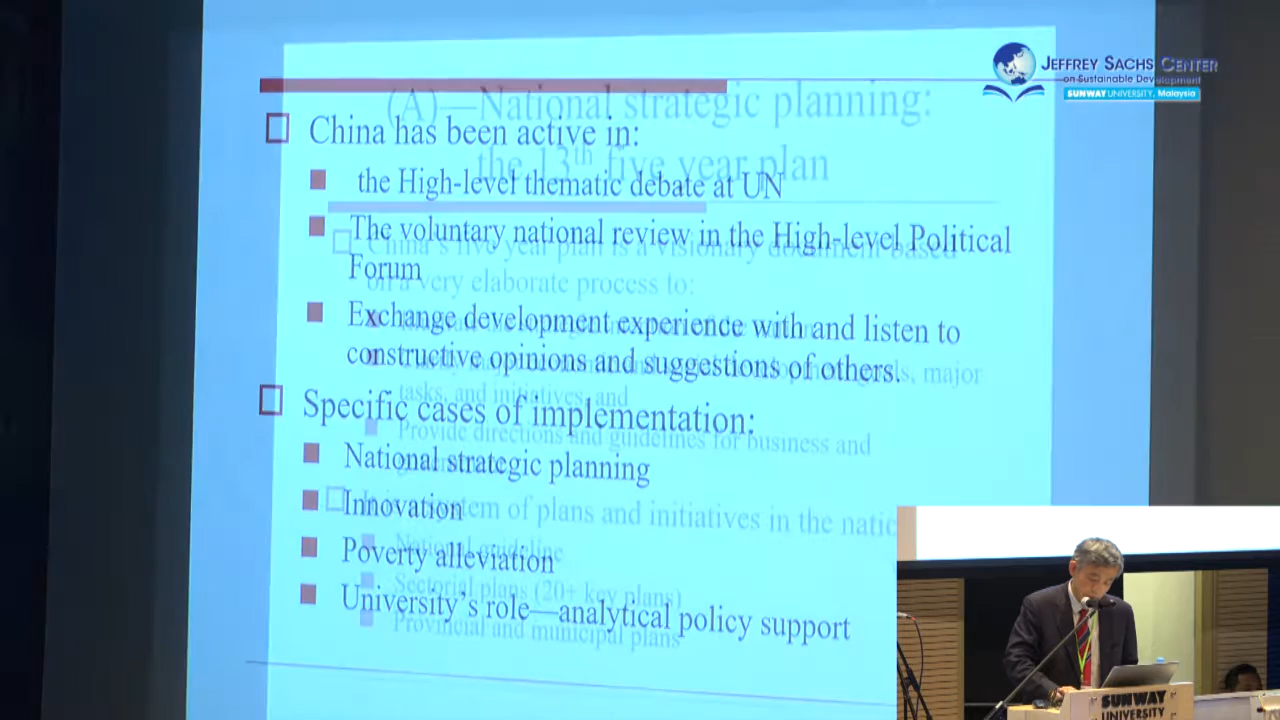 JEFFREY SACHS CENTER
on Sustainable Development
SUNWAY UNIVERSITY, Malaysia
(A) National strategic planning:
the 13th five year plan
China has been active in:
the High-level thematic debate at UN
The voluntary national review in the High-level Political
Forum
Exchange development experience with and listen to
constructive opinions and suggestions of others.
Specific cases of implementation:
National strategic planning
Innovation
Poverty alleviation
University's role—analytical policy support
China's five year plan is a visionary document based
on a very elaborate process to:
major
tasks, and initiatives, and
Provide directions and guidelines for business and
system of plans and initiatives in the
National guideline
Sectorial plans (20+ key plans)
Provincial and municipal plans
SUNWAY
UNIVERSITY